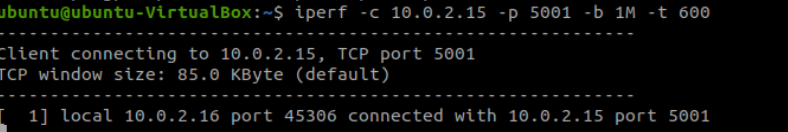 ubuntu@ubuntu-VirtualBox:~$ iperf -c 10.0.2.15 -p 5001 -b 1M -t 600
------------------------------------------------------------
Client connecting to 10.0.2.15, TCP port 5001
TCP window size: 85.0 KByte (default)
------------------------------------------------------------
[  1] local 10.0.2.16 port 45306 connected with 10.0.2.15 port 5001